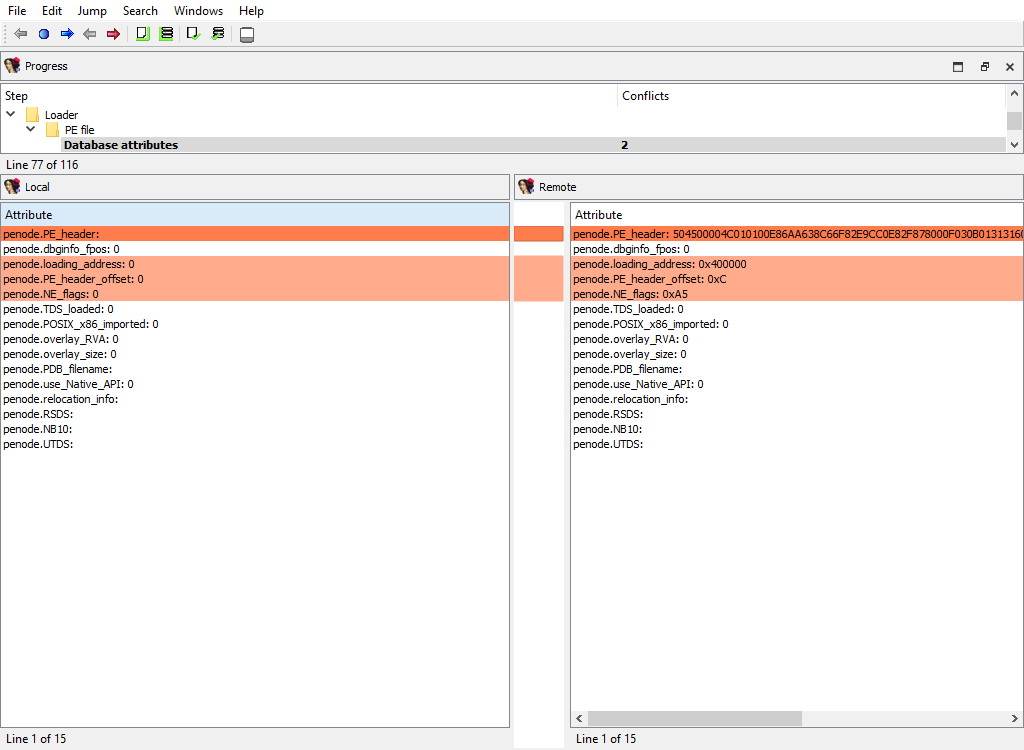 File Edit Jump Search Windows Help
Progress
Step Conflicts
Loader
PE file
Database attributes 2
Line 77 of 116
Local
Attribute
penode.PE_header:
penode.dbginfo_fpos: 0
penode.loading_address: 0
penode.PE_header_offset: 0
penode.NE_flags: 0
penode.TDS_loaded: 0
penode.POSIX_x86_imported: 0
penode.overlay_RVA: 0
penode.overlay_size: 0
penode.PDB_filename:
penode.use_Native_API: 0
penode.relocation_info:
penode.RSDS:
penode.NB10:
penode.UTDS:
Line 1 of 15
Remote
Attribute
penode.PE_header: 504500004C010100E86AA638C66F82E9CC0E82F878000F030B01313160
penode.dbginfo_fpos: 0
penode.loading_address: 0x400000
penode.PE_header_offset: 0xC
penode.NE_flags: 0xA5
penode.TDS_loaded: 0
penode.POSIX_x86_imported: 0
penode.overlay_RVA: 0
penode.overlay_size: 0
penode.PDB_filename:
penode.use_Native_API: 0
penode.relocation_info:
penode.RSDS:
penode.NB10:
penode.UTDS:
Line 1 of 15